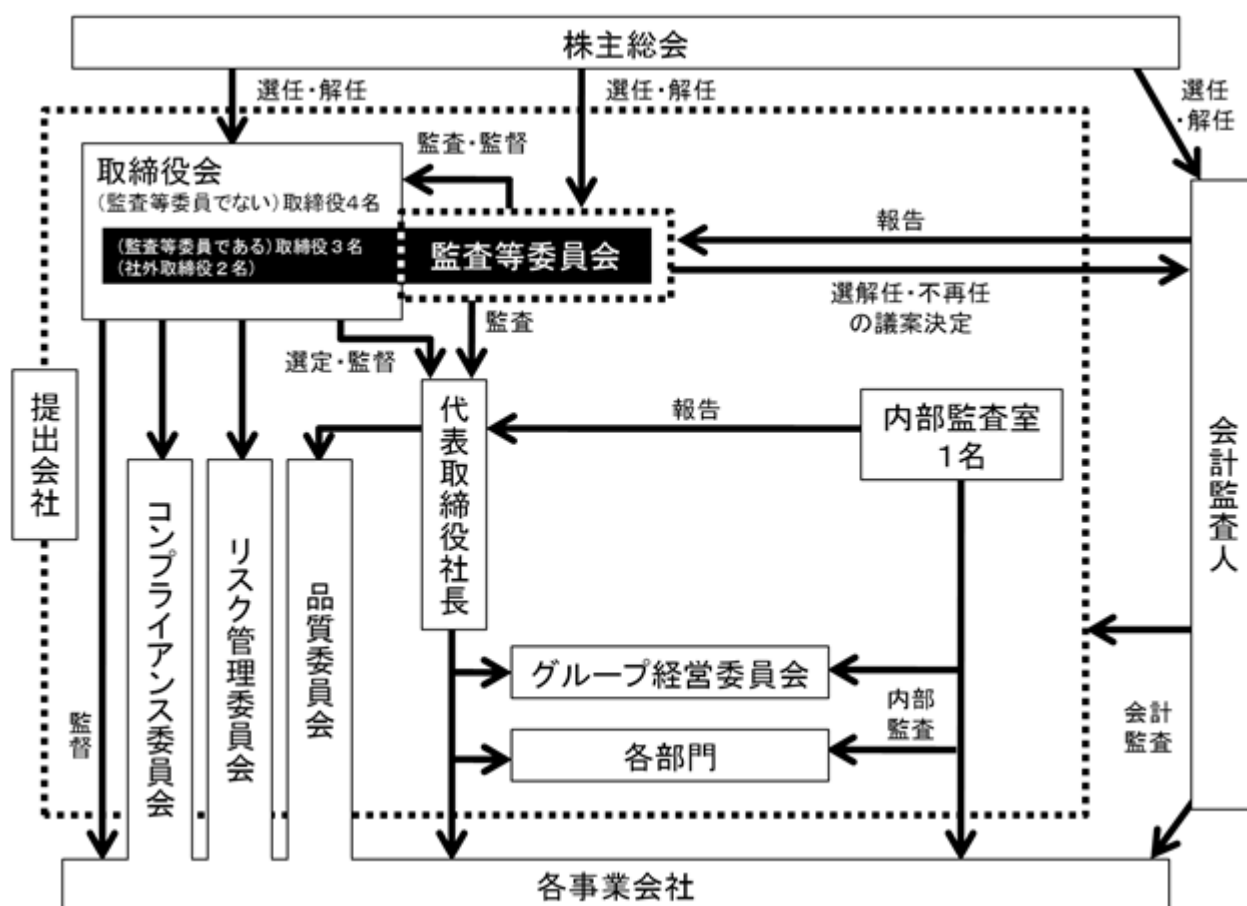 株主総会
選任・解任
選任・解任
選任
・解任
監査・監督
取締役会
(監査等委員でない)取締役4名
(監査等委員である)取締役3名
(社外取締役2名)
監査等委員会
報告
選解任・不再任
の議案決定
監査
選定・監督
提出会社
代表取締役社長
報告
内部監査室
1名
会計監査人
コンプライアンス委員会
リスク管理委員会
品質委員会
グループ経営委員会
内部
監査
各部門
監督
会計
監査
各事業会社